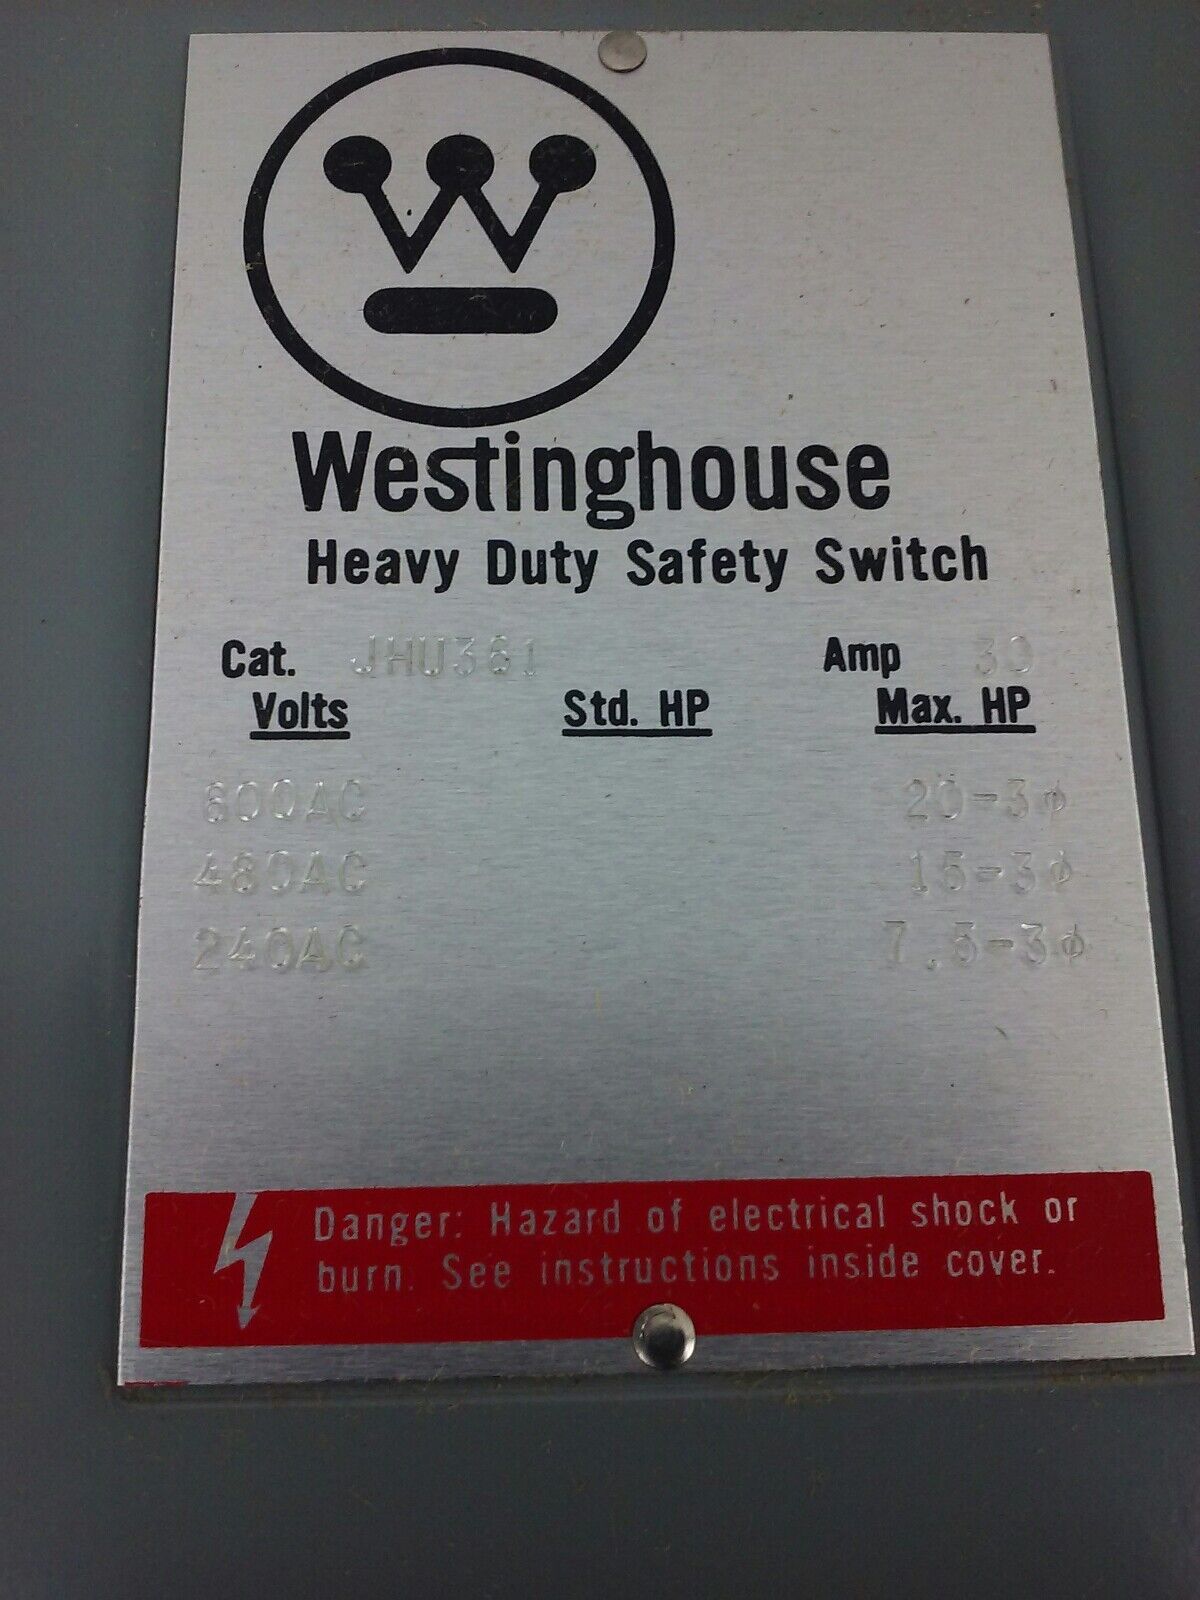 W
Westinghouse
Heavy Duty Safety Switch
Cat. JHU361 Amp 30
Volts Std. HP Max. HP
600AC 20-3ϕ
480AC 15-3ϕ
240AC 7.5-3ϕ
Danger: Hazard of electrical shock or
burn. See instructions inside cover.